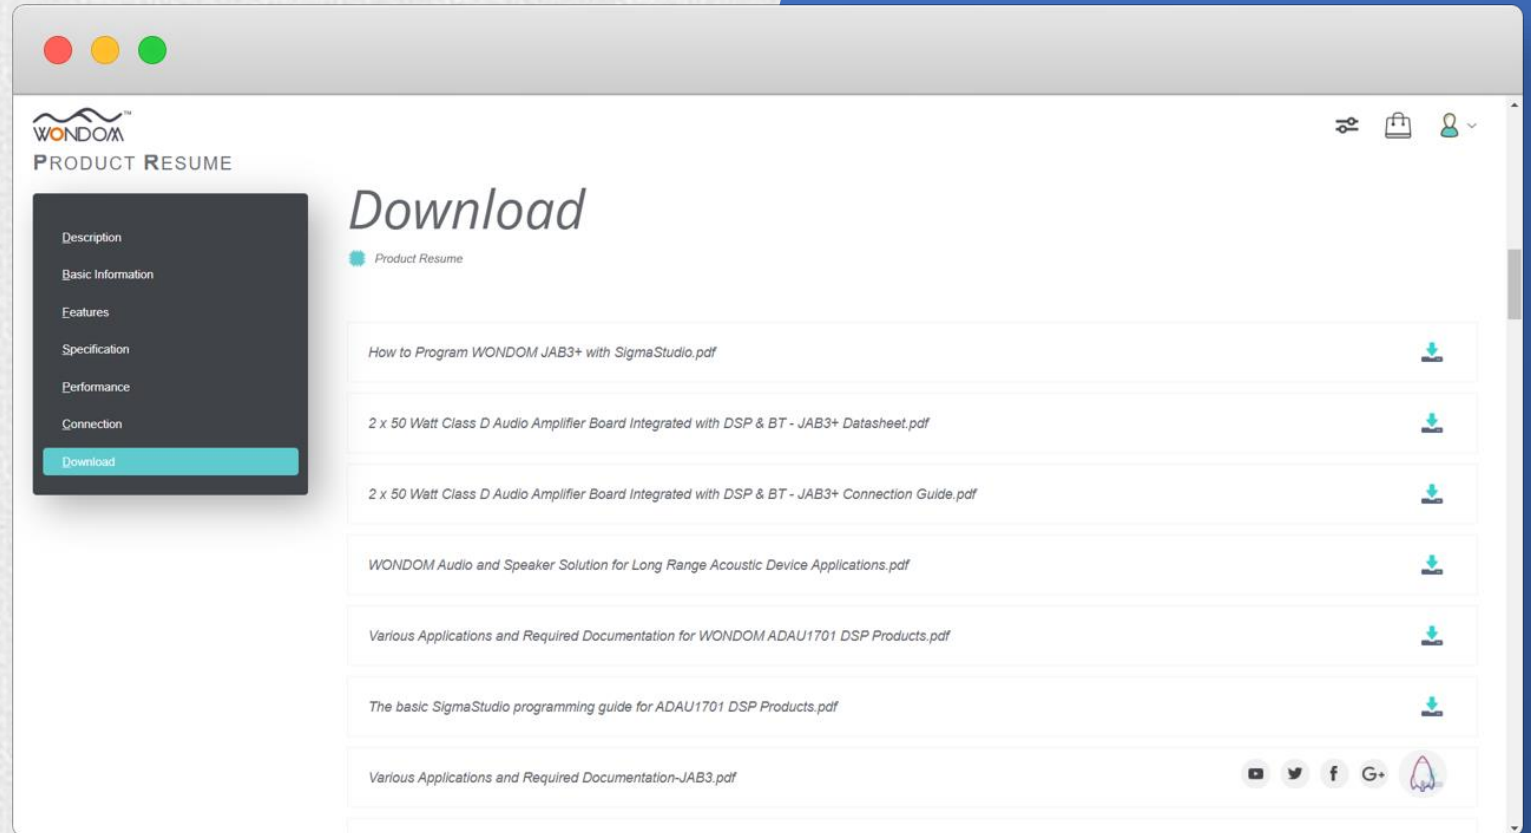 WONDOM™
PRODUCT RESUME
Description
Basic Information
Features
Specification
Performance
Connection
Download
Download
Product Resume
How to Program WONDOM JAB3+ with SigmaStudio.pdf
2 x 50 Watt Class D Audio Amplifier Board Integrated with DSP & BT - JAB3+ Datasheet.pdf
2 x 50 Watt Class D Audio Amplifier Board Integrated with DSP & BT - JAB3+ Connection Guide.pdf
WONDOM Audio and Speaker Solution for Long Range Acoustic Device Applications.pdf
Various Applications and Required Documentation for WONDOM ADAU1701 DSP Products.pdf
The basic SigmaStudio programming guide for ADAU1701 DSP Products.pdf
Various Applications and Required Documentation-JAB3.pdf
f G+